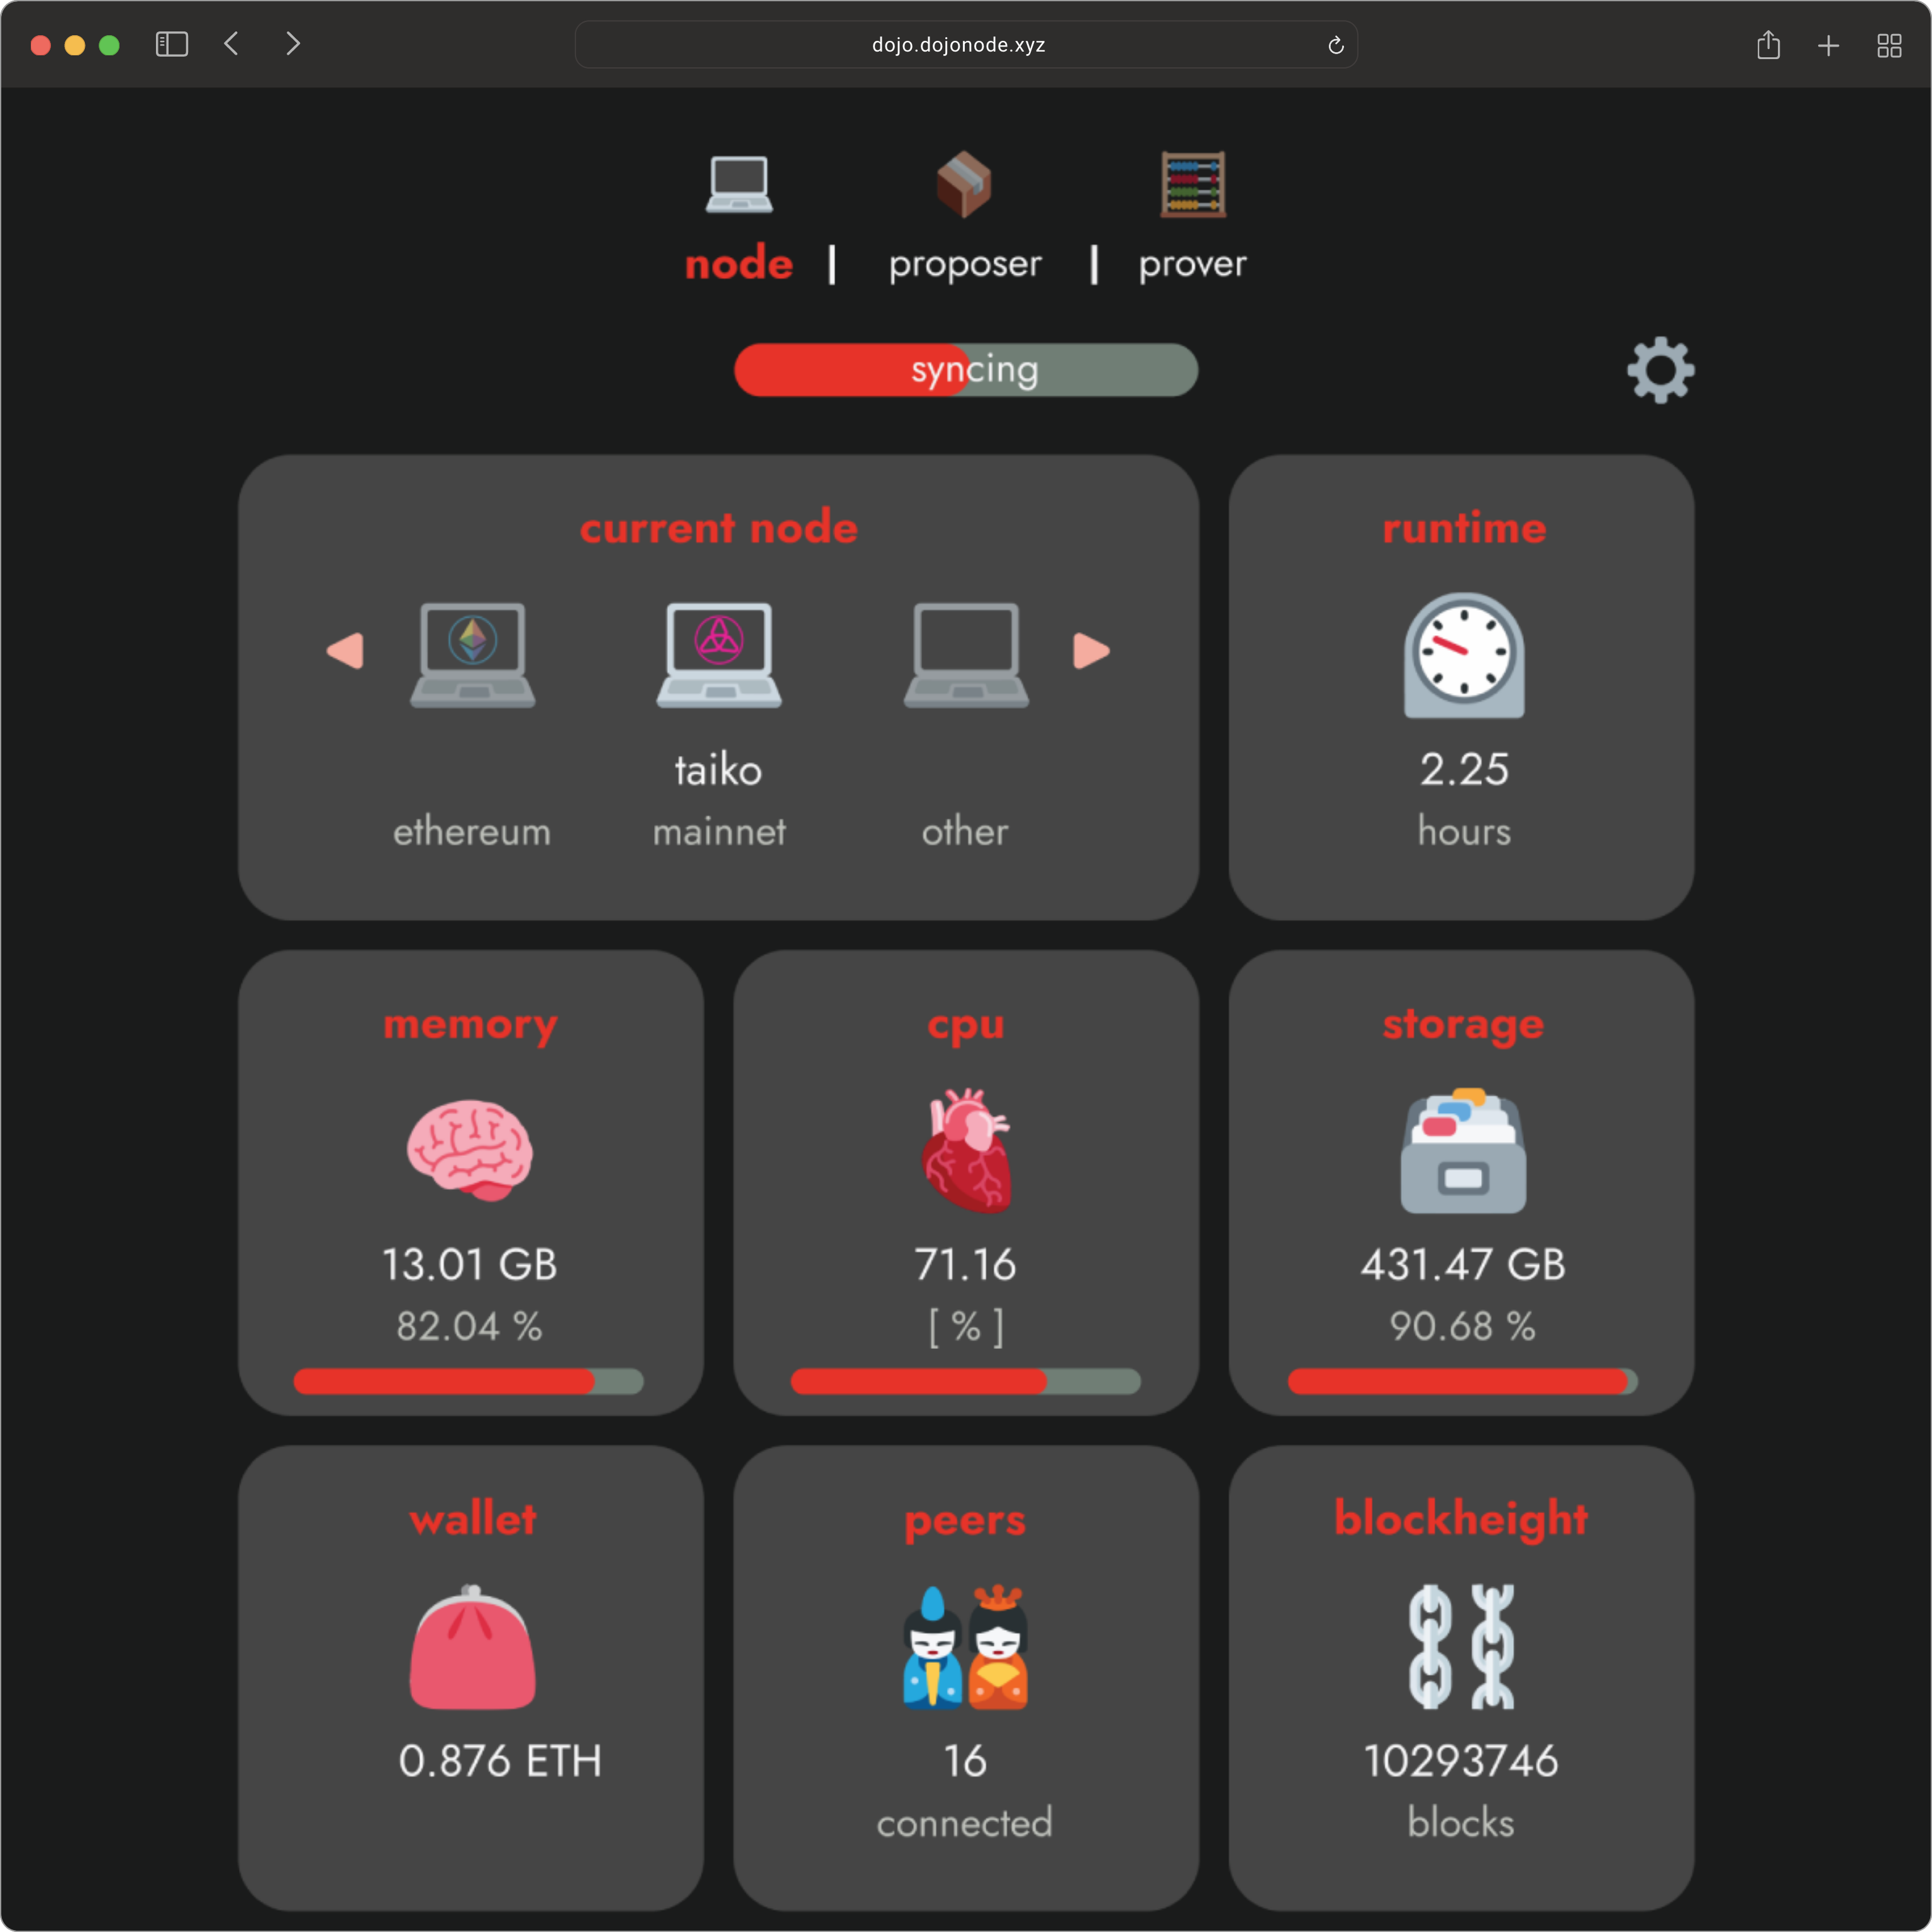 dojo.dojonode.xyz
node | proposer | prover
syncing
current node
taiko
ethereum mainnet other
runtime
2.25
hours
memory
13.01 GB
82.04 %
cpu
71.16
[ % ]
storage
431.47 GB
90.68 %
wallet
0.876 ETH
peers
16
connected
blockheight
10293746
blocks